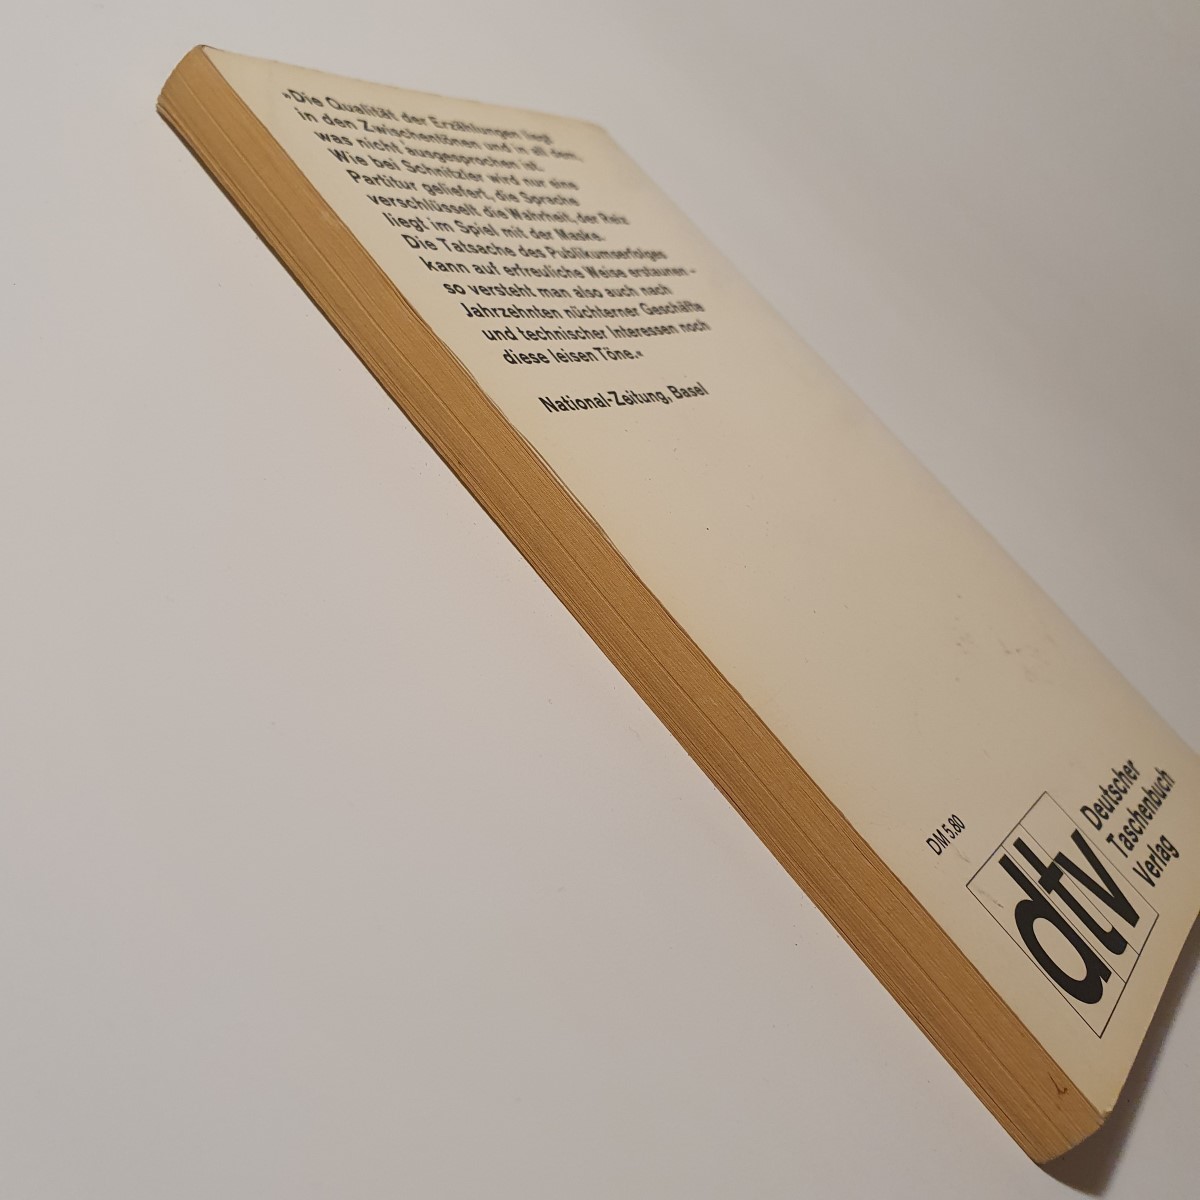 »Die Qualität der Erzählungen liegt
in den Zwischentönen und in all dem,
was nicht ausgesprochen ist.
Wie bei Schnitzler wird nur eine
Partitur geliefert, die Sprache
verschlüsselt die Wahrheit, der Reiz
liegt im Spiel mit der Maske.
Die Tatsache des Publikumserfolges
kann auf erfreuliche Weise erstaunen –
so versteht man also auch nach
Jahrzehnten nüchterner Geschäfte
und technischer Interessen noch
diese leisen Töne.«
National-Zeitung, Basel
DM 5.80
dtv
Deutscher
Taschenbuch
Verlag